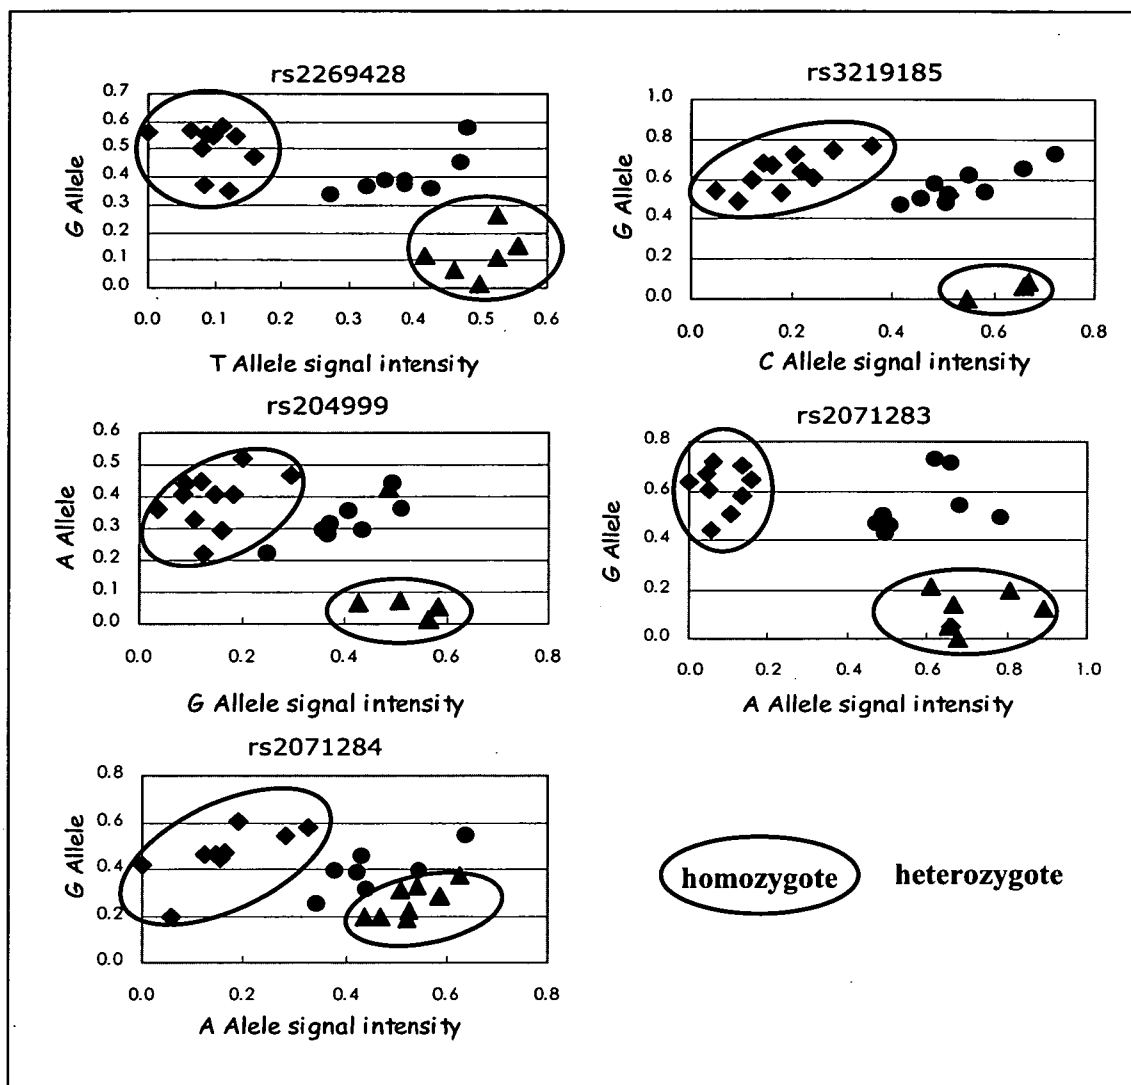 rs2269428
G Allele
0.7
0.6
0.5
0.4
0.3
0.2
0.1
0.0
0.0 0.1 0.2 0.3 0.4 0.5 0.6
T Allele signal intensity
rs3219185
G Allele
1.0
0.8
0.6
0.4
0.2
0.0
0.0 0.2 0.4 0.6 0.8
C Allele signal intensity
rs204999
A Allele
0.6
0.5
0.4
0.3
0.2
0.1
0.0
0.0 0.2 0.4 0.6 0.8
G Allele signal intensity
rs2071283
G Allele
0.8
0.6
0.4
0.2
0.0
0.0 0.2 0.4 0.6 0.8 1.0
A Allele signal intensity
rs2071284
G Allele
0.8
0.6
0.4
0.2
0.0
0.0 0.2 0.4 0.6 0.8
A Alele signal intensity
homozygote heterozygote